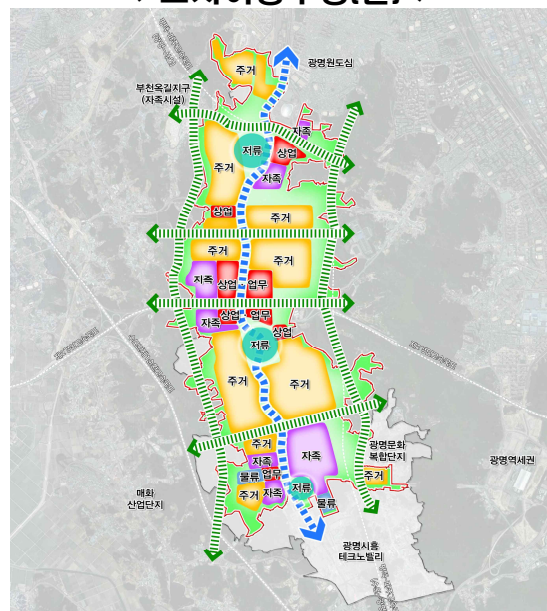 주거
광명원도심
부천옥길지구
(자족시설)
자족
저류
상업
주거
자족
상업
주거
주거
주거
자족
상업
업무
상업
업무
자족
상업
저류
주거
주거
주거
광명문화
복합단지
자족
자족
물류
업무
주거
광명역세권
저류
매화
산업단지
주거
자족
물류
광명시흥
테크노밸리